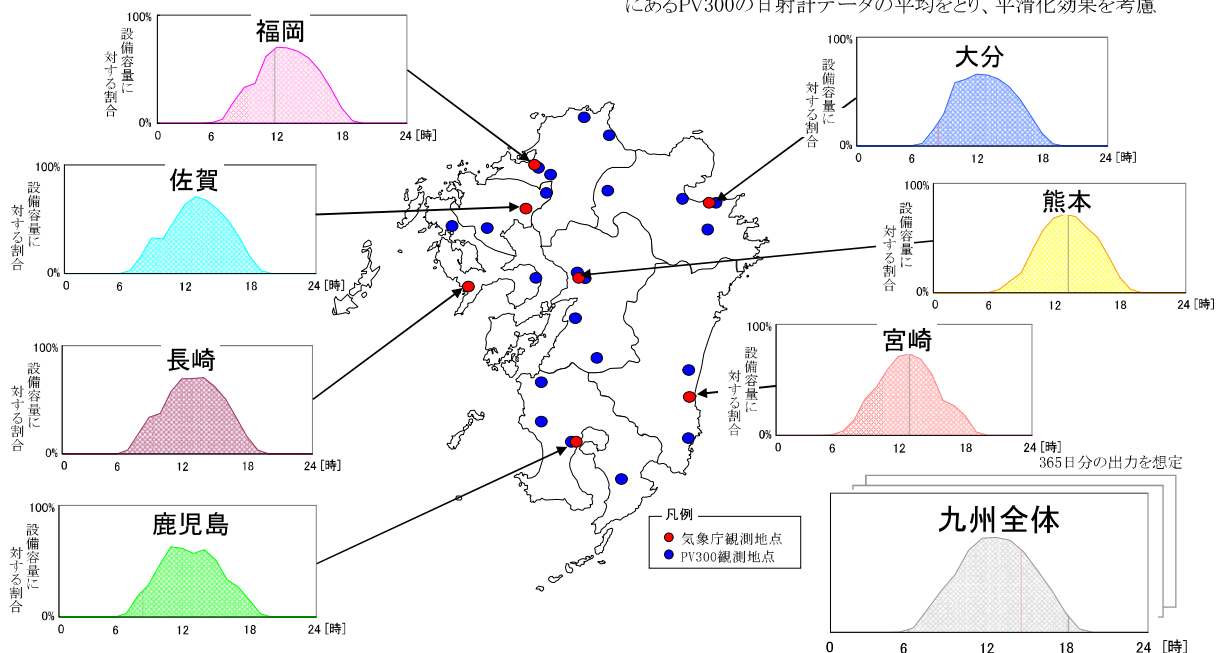 にあるPV300の日射計データの平均をとり、平滑化効果を考慮
福岡
設備容量に
対する割合
100%
0%
0 6 12 18 24 [時]
大分
設備容量に
対する割合
100%
0%
0 6 12 18 24 [時]
佐賀
設備容量に
対する割合
100%
0%
0 6 12 18 24 [時]
熊本
設備容量に
対する割合
100%
0%
0 6 12 18 24 [時]
長崎
設備容量に
対する割合
100%
0%
0 6 12 18 24 [時]
宮崎
設備容量に
対する割合
100%
0%
0 6 12 18 24 [時]
鹿児島
設備容量に
対する割合
100%
0%
0 6 12 18 24 [時]
凡例
気象庁観測地点
PV300観測地点
365日分の出力を想定
九州全体
0 6 12 18 24 [時]